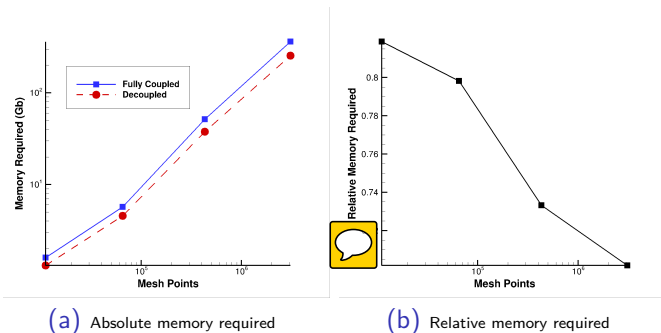 Memory Required (Gb)
10²
10¹
Fully Coupled
Decoupled
10⁵
10⁶
Mesh Points
(a) Absolute memory required
Relative Memory Required
0.8
0.78
0.76
0.74
10⁵
10⁶
Mesh Points
(b) Relative memory required